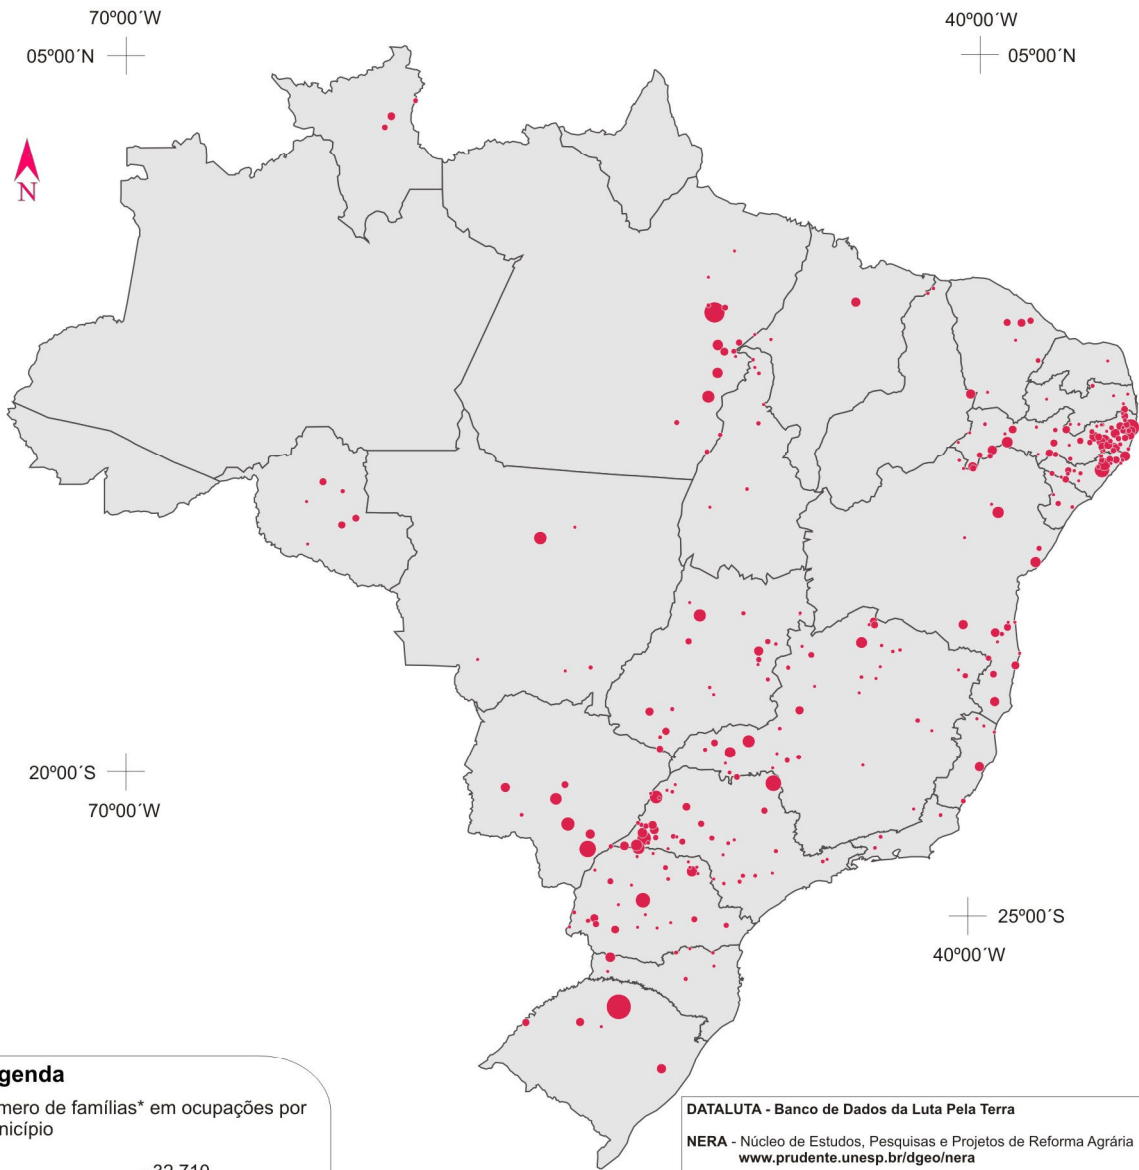 70º00´W
40º00´W
05º00´N
05º00´N
N
20º00´S
70º00´W
25º00´S
40º00´W
genda
mero de famílias* em ocupações por
nicípio
DATALUTA - Banco de Dados da Luta Pela Terra
NERA - Núcleo de Estudos, Pesquisas e Projetos de Reforma Agrária
www.prudente.unesp.br/dgeo/nera